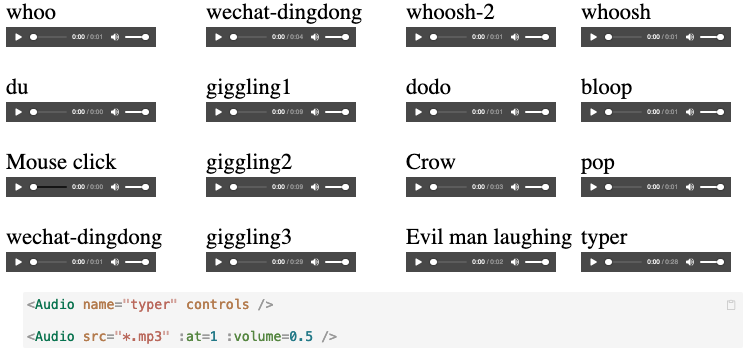 whoo wechat-dingdong whoosh-2 whoosh
0:00 / 0:01 0:00 / 0:04 0:00 / 0:01 0:00 / 0:01
du giggling1 dodo bloop
0:00 / 0:00 0:00 / 0:09 0:00 / 0:01 0:00 / 0:01
Mouse click giggling2 Crow pop
0:00 / 0:00 0:00 / 0:09 0:00 / 0:03 0:00 / 0:01
wechat-dingdong giggling3 Evil man laughing typer
0:00 / 0:01 0:00 / 0:29 0:00 / 0:02 0:00 / 0:28
<Audio name="typer" controls />
<Audio src="*.mp3" :at=1 :volume=0.5 />